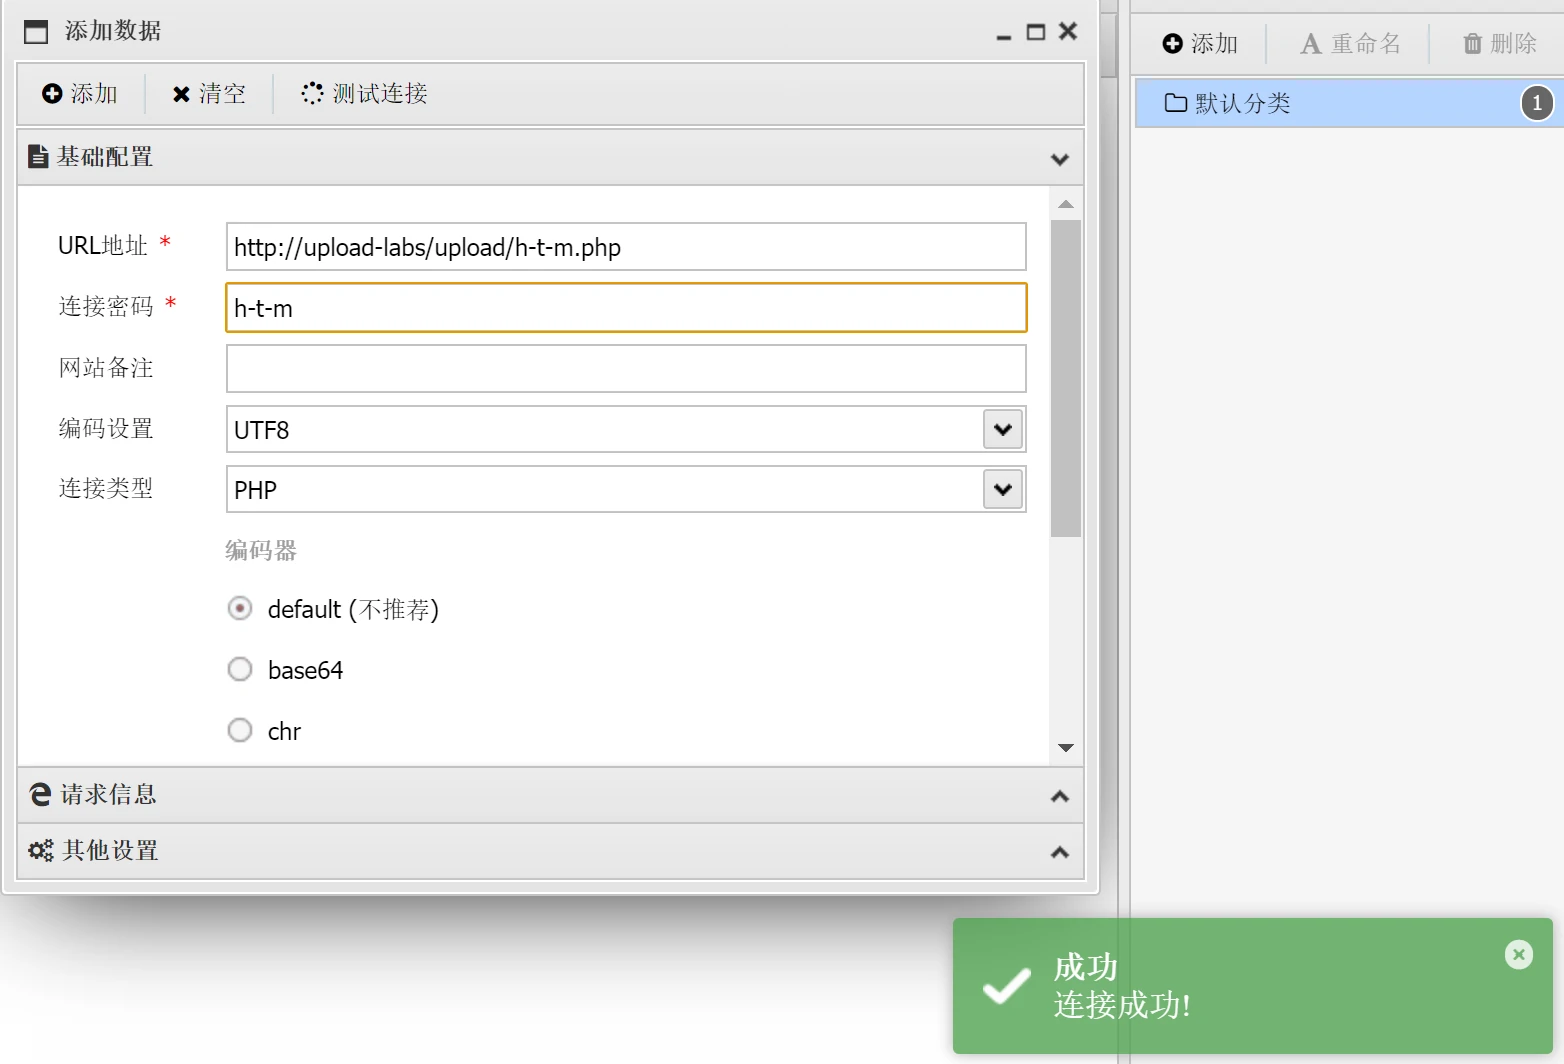 添加数据
添加 清空 测试连接
基础配置
URL地址 * http://upload-labs/upload/h-t-m.php
连接密码 * h-t-m
网站备注
编码设置 UTF8
连接类型 PHP
编码器
default (不推荐)
base64
chr
请求信息
其他设置
添加 重命名 删除
默认分类 1
成功
连接成功!